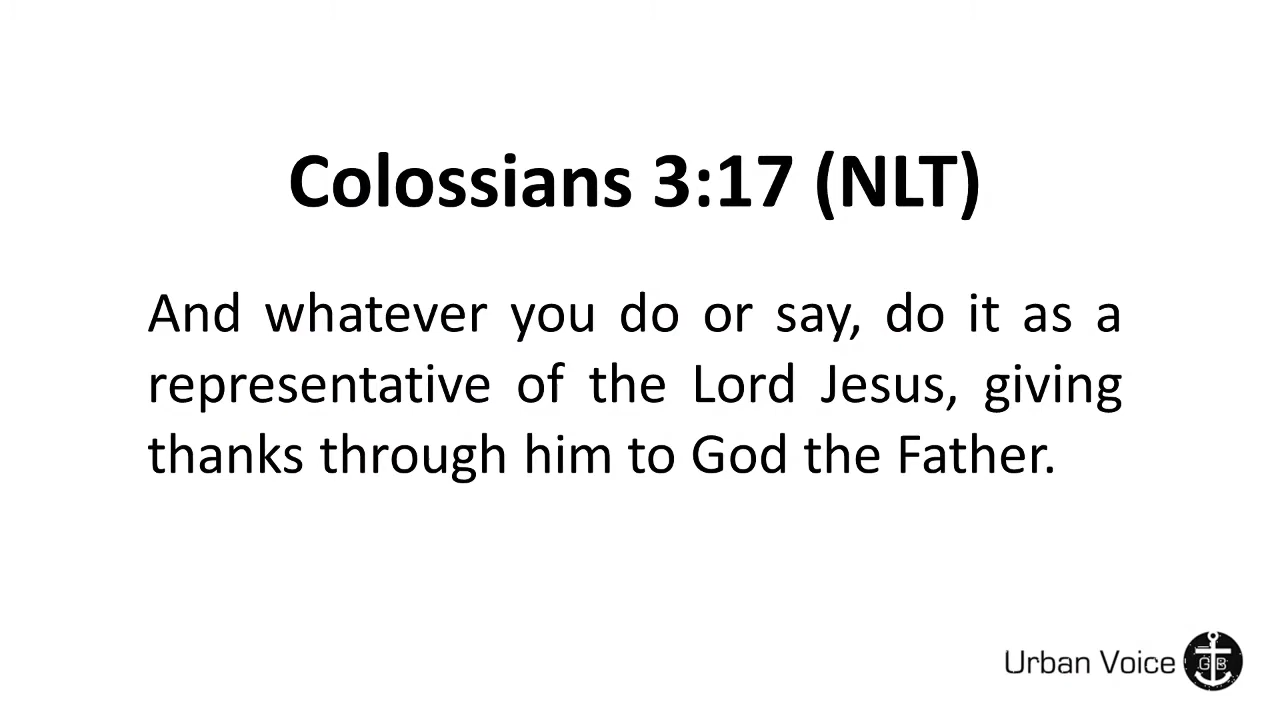 Colossians 3:17 (NLT)
And whatever you do or say, do it as a
representative of the Lord Jesus, giving
thanks through him to God the Father.
Urban Voice
GB